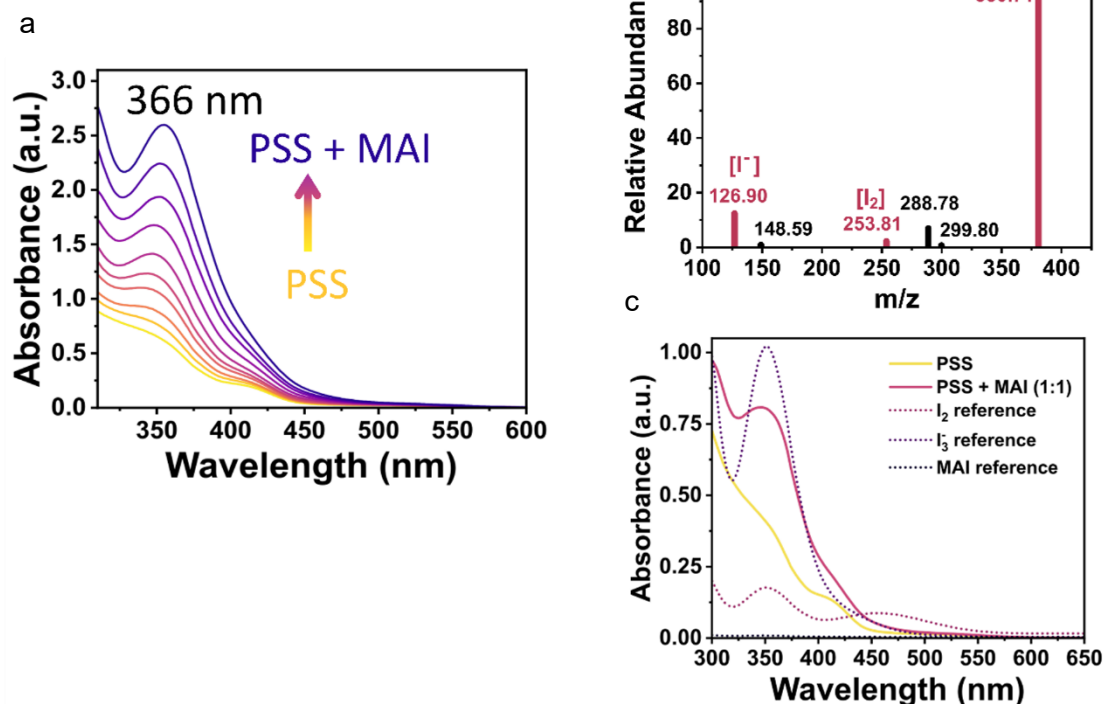 a
3.0
2.5
2.0
1.5
1.0
0.5
0.0
350
400
450
500
550
600
Absorbance (a.u.)
Wavelength (nm)
366 nm
PSS + MAI
PSS
80
60
40
20
0
100
150
200
250
300
350
400
m/z
[I⁻]
126.90
148.59
[I₂]
253.81
288.78
299.80
c
1.00
0.75
0.50
0.25
0.00
300
350
400
450
500
550
600
650
Absorbance (a.u.)
Wavelength (nm)
PSS
PSS + MAI (1:1)
I₂ reference
I₃⁻ reference
MAI reference